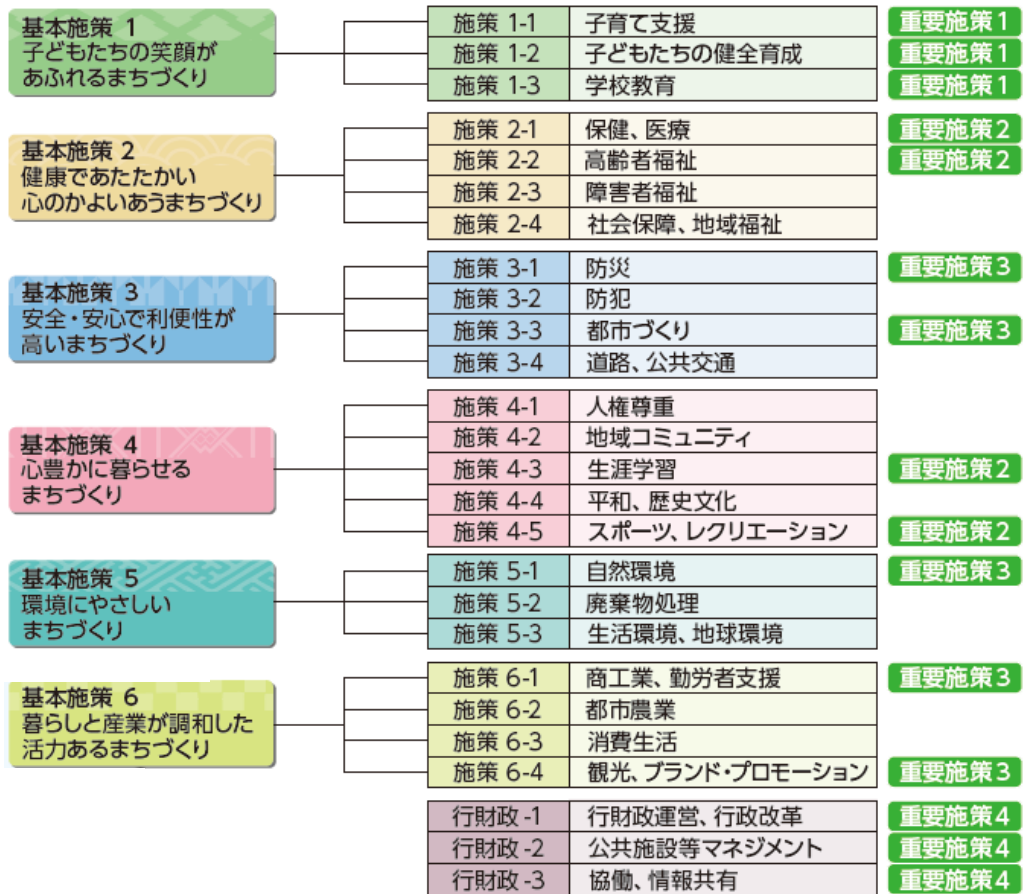 基本施策 1
子どもたちの笑顔が
あふれるまちづくり
施策 1-1 子育て支援 重要施策1
施策 1-2 子どもたちの健全育成 重要施策1
施策 1-3 学校教育 重要施策1
基本施策 2
健康であたたかい
心のかよいあうまちづくり
施策 2-1 保健、医療 重要施策2
施策 2-2 高齢者福祉 重要施策2
施策 2-3 障害者福祉
施策 2-4 社会保障、地域福祉
基本施策 3
安全・安心で利便性が
高いまちづくり
施策 3-1 防災 重要施策3
施策 3-2 防犯
施策 3-3 都市づくり 重要施策3
施策 3-4 道路、公共交通
基本施策 4
心豊かに暮らせる
まちづくり
施策 4-1 人権尊重
施策 4-2 地域コミュニティ
施策 4-3 生涯学習 重要施策2
施策 4-4 平和、歴史文化
施策 4-5 スポーツ、レクリエーション 重要施策2
基本施策 5
環境にやさしい
まちづくり
施策 5-1 自然環境 重要施策3
施策 5-2 廃棄物処理
施策 5-3 生活環境、地球環境
基本施策 6
暮らしと産業が調和した
活力あるまちづくり
施策 6-1 商工業、勤労者支援 重要施策3
施策 6-2 都市農業
施策 6-3 消費生活
施策 6-4 観光、ブランド・プロモーション 重要施策3
行財政-1 行財政運営、行政改革 重要施策4
行財政-2 公共施設等マネジメント 重要施策4
行財政-3 協働、情報共有 重要施策4